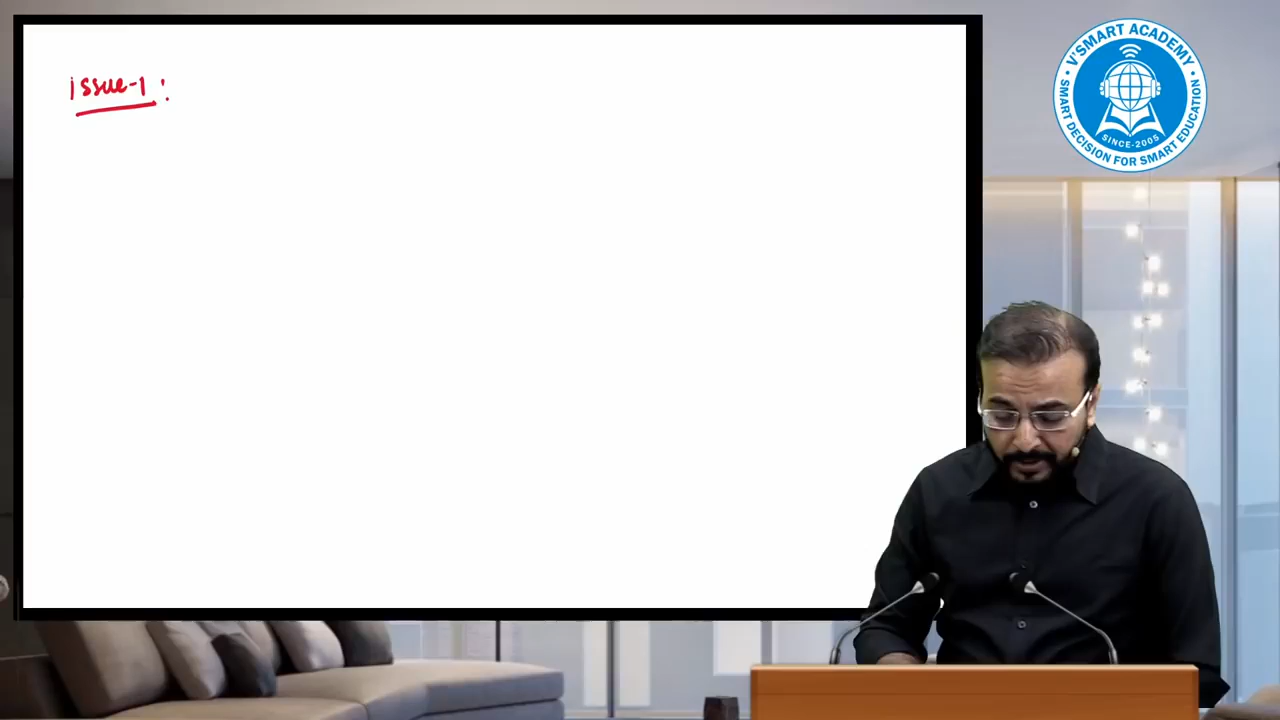 issue-1 :
V'SMART ACADEMY
SMART DECISION FOR SMART EDUCATION
SINCE-2005